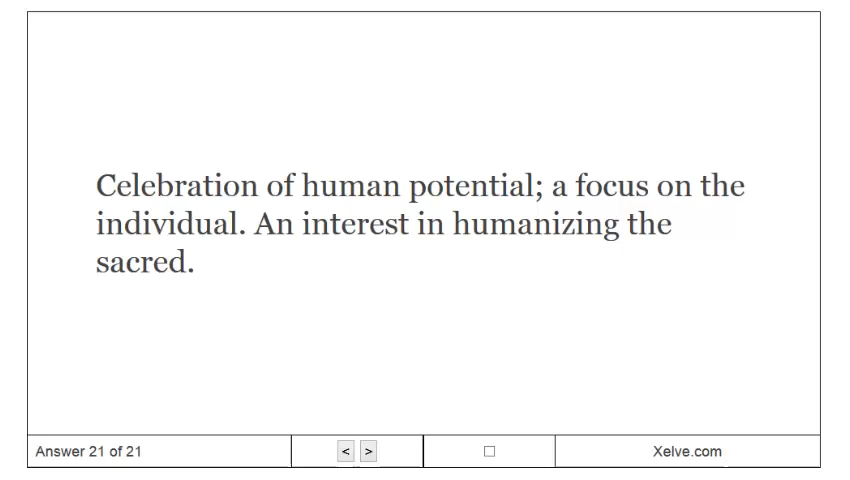 Celebration of human potential; a focus on the
individual. An interest in humanizing the
sacred.
Answer 21 of 21
< >
Xelve.com